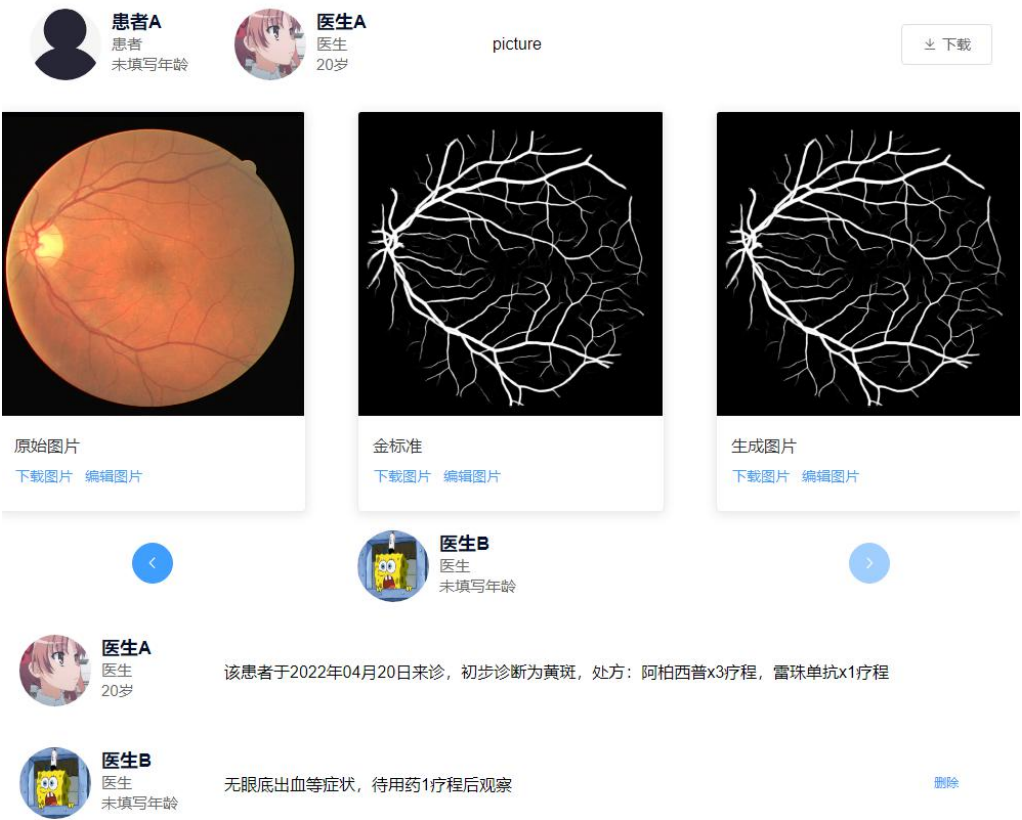 患者A
患者
未填写年龄
医生A
医生
20岁
picture
下载
原始图片
下载图片 编辑图片
金标准
下载图片 编辑图片
生成图片
下载图片 编辑图片
医生B
医生
未填写年龄
医生A
医生
20岁
该患者于2022年04月20日来诊，初步诊断为黄斑，处方：阿柏西普x3疗程，雷珠单抗x1疗程
医生B
医生
未填写年龄
无眼底出血等症状，待用药1疗程后观察
删除